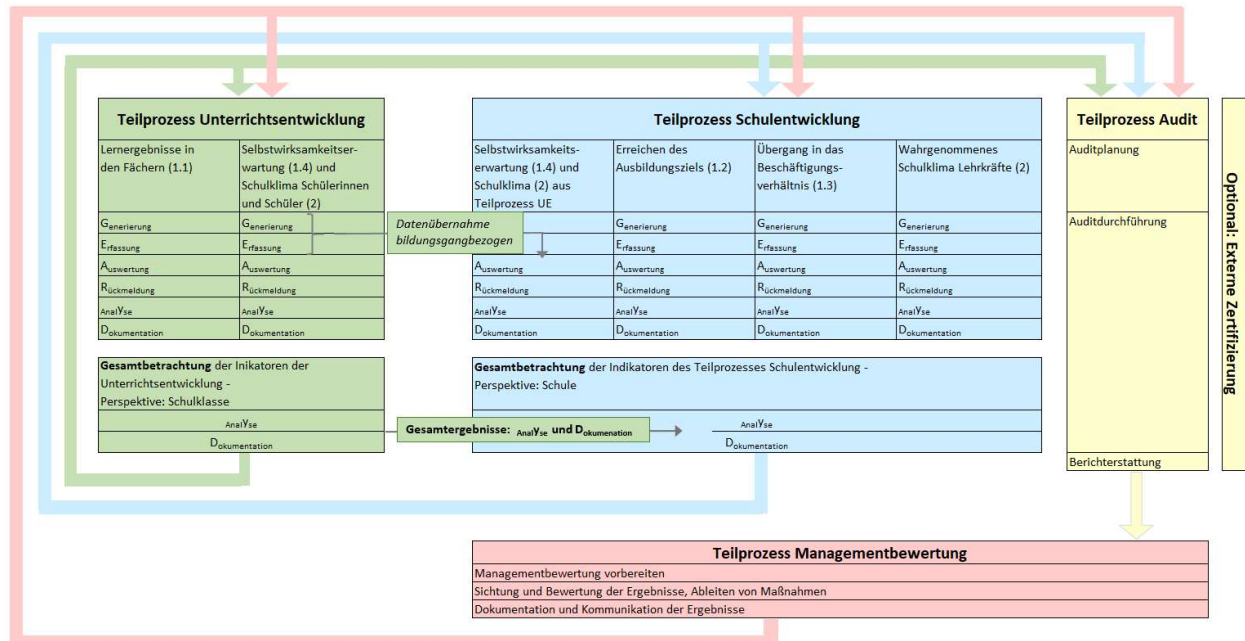 Teilprozess Unterrichtsentwicklung
Lernergebnisse in
den Fächern (1.1)
Selbstwirksamkeitser-
wartung (1.4) und
Schulklima Schülerinnen
und Schüler (2)
Generierung
Generierung
Erfassung
Erfassung
Auswertung
Auswertung
Rückmeldung
Rückmeldung
Analyse
Analyse
Dokumentation
Dokumentation
Gesamtbetrachtung der Inikatoren der
Unterrichtsentwicklung -
Perspektive: Schulklasse
Analyse
Dokumentation
Datenübernahme
bildungsgangbezogen
Gesamtergebnisse: Analyse und Dokumenation
Teilprozess Schulentwicklung
Selbstwirksamkeits-
erwartung (1.4) und
Schulklima (2) aus
Teilprozess UE
Erreichen des
Ausbildungsziels (1.2)
Übergang in das
Beschäftigungs-
verhältnis (1.3)
Wahrgenommenes
Schulklima Lehrkräfte (2)
Generierung
Generierung
Generierung
Erfassung
Erfassung
Erfassung
Auswertung
Auswertung
Auswertung
Auswertung
Rückmeldung
Rückmeldung
Rückmeldung
Rückmeldung
Analyse
Analyse
Analyse
Analyse
Dokumentation
Dokumentation
Dokumentation
Dokumentation
Gesamtbetrachtung der Indikatoren des Teilprozesses Schulentwicklung -
Perspektive: Schule
Analyse
Dokumentation
Teilprozess Audit
Auditplanung
Auditdurchführung
Berichterstattung
Optional: Externe Zertifizierung
Teilprozess Managementbewertung
Managementbewertung vorbereiten
Sichtung und Bewertung der Ergebnisse, Ableiten von Maßnahmen
Dokumentation und Kommunikation der Ergebnisse